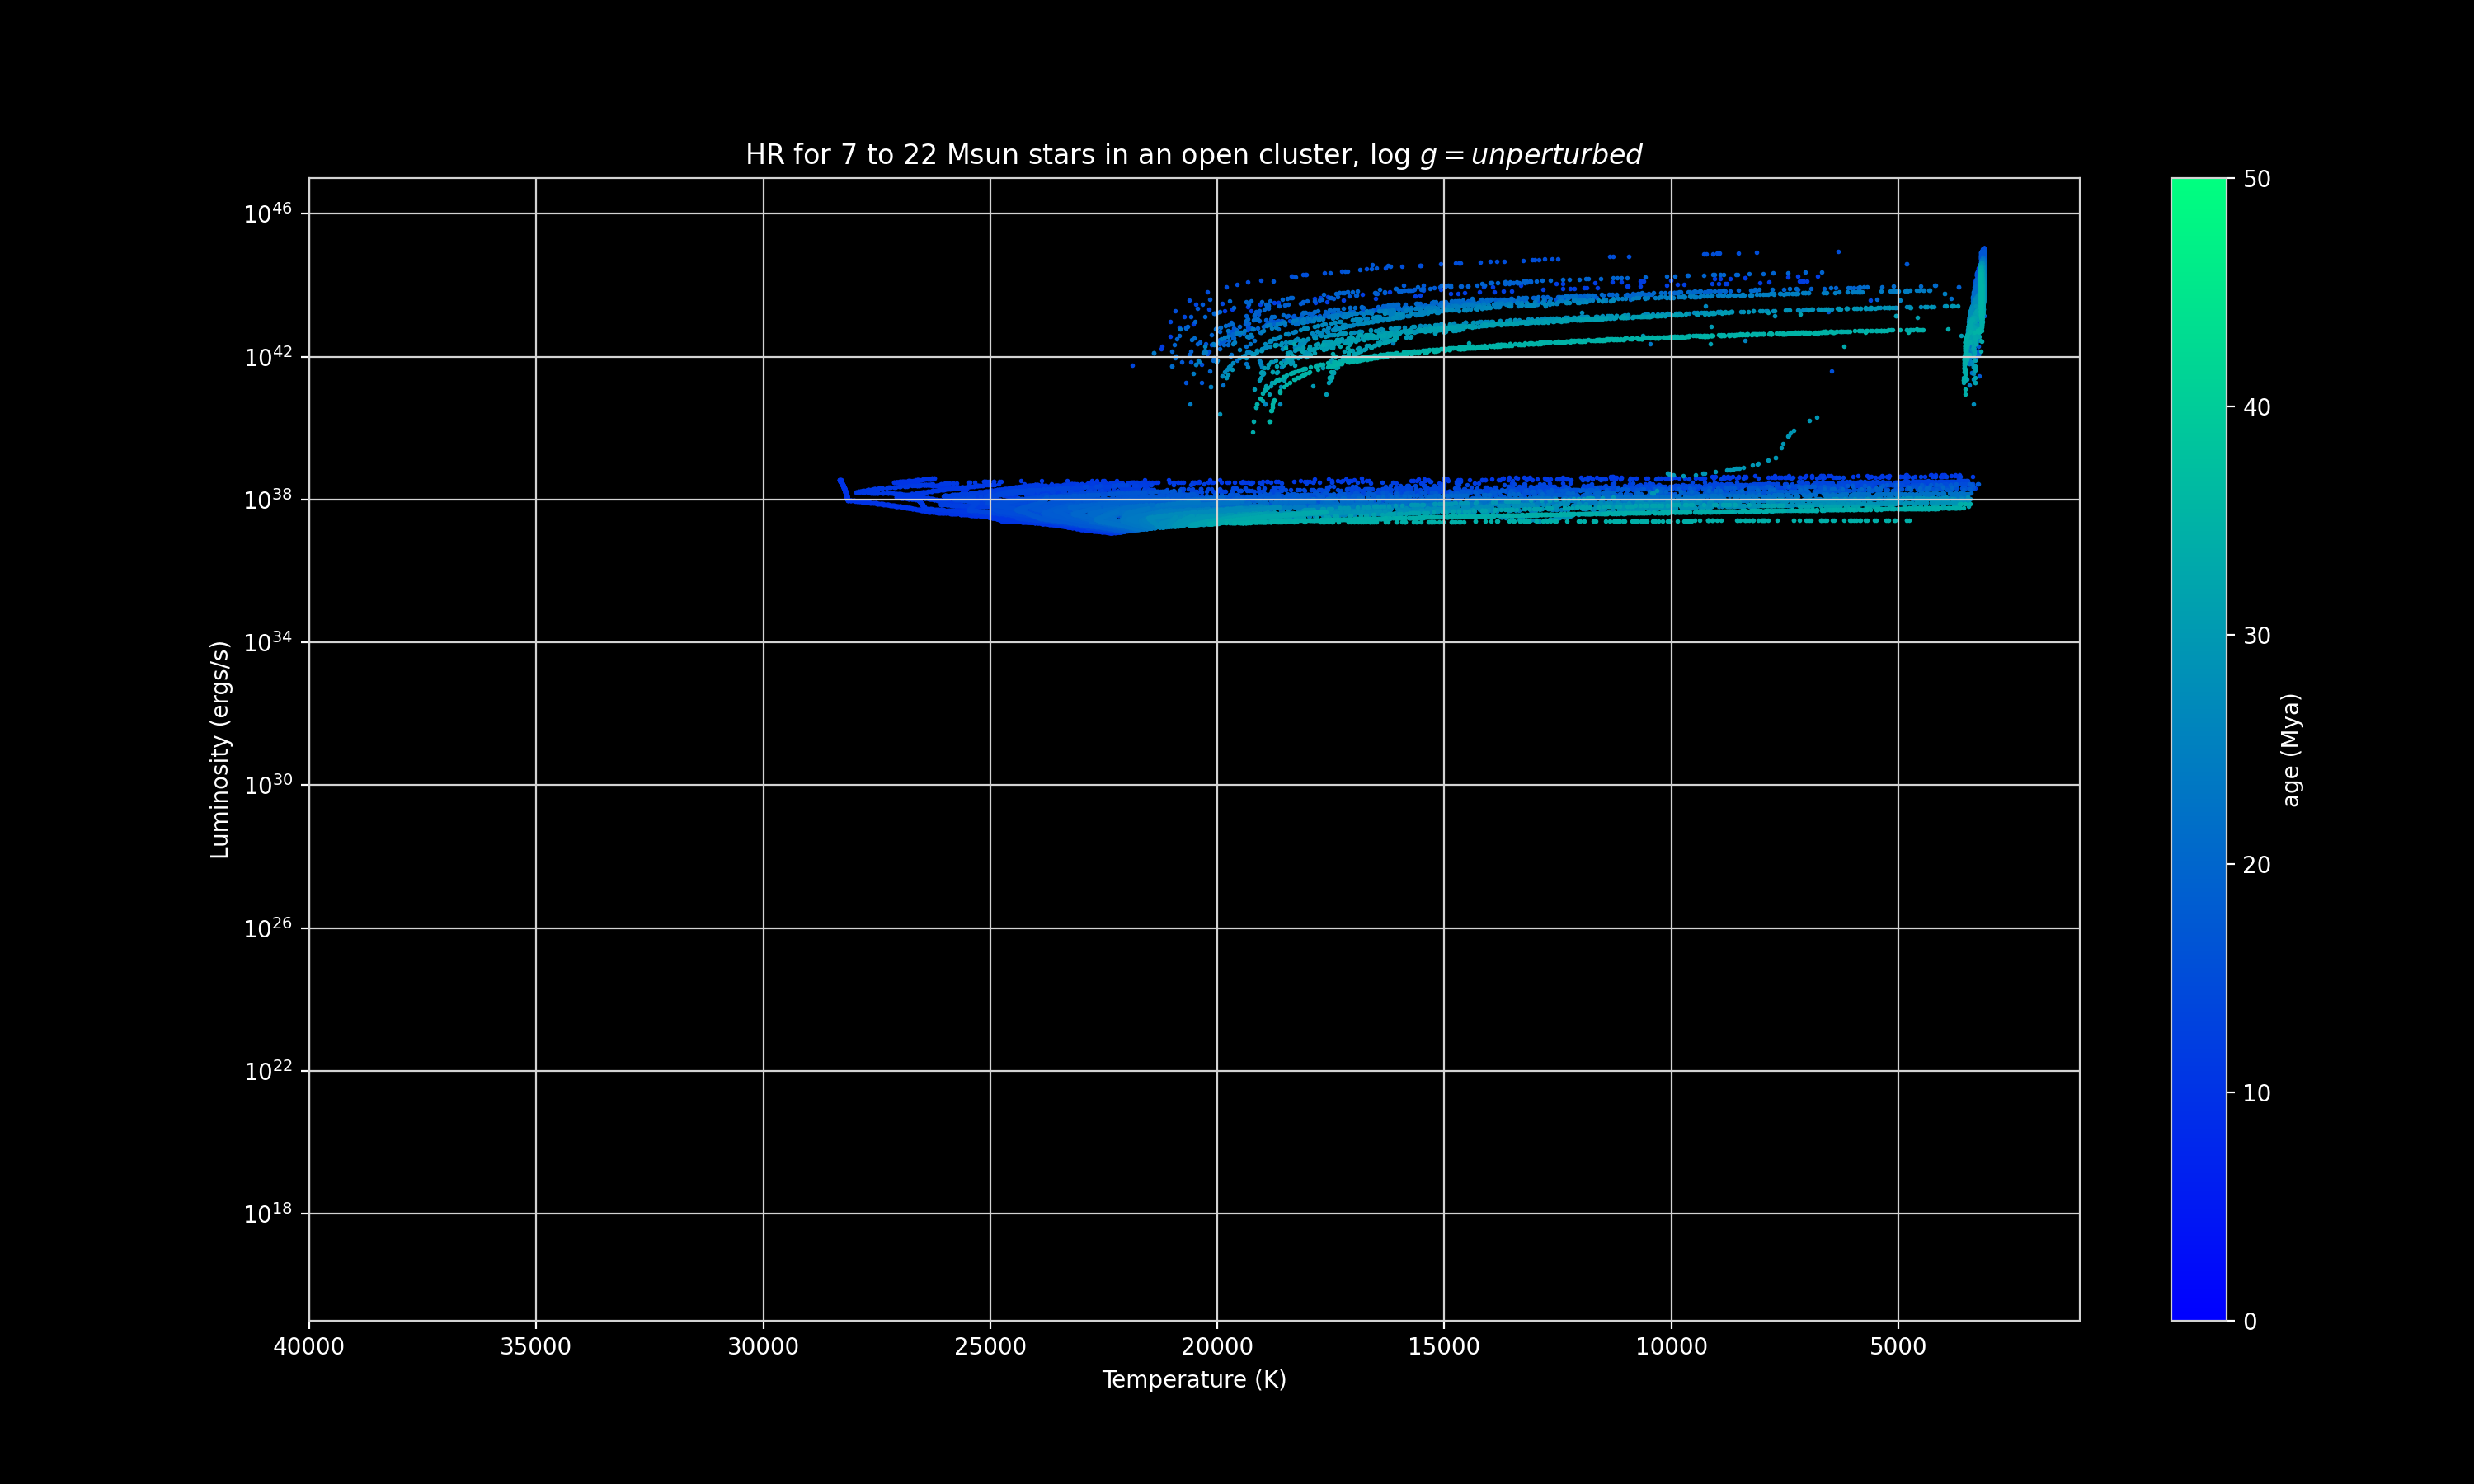 HR for 7 to 22 Msun stars in an open cluster, log g = unperturbed
10^46
10^42
10^38
10^34
10^30
10^26
10^22
10^18
Luminosity (ergs/s)
40000 35000 30000 25000 20000 15000 10000 5000
Temperature (K)
50
40
30
20
10
0
age (Mya)